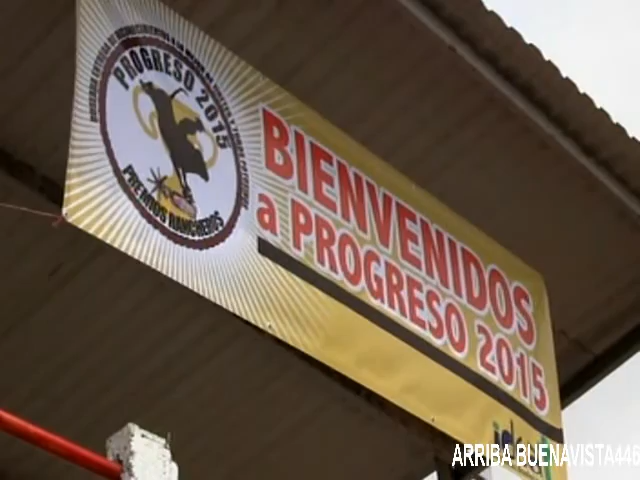 PROGRESO 2015
PREMIOS RANCHEROS
BIENVENIDOS
a PROGRESO 2015
ARRIBA BUENAVISTA446